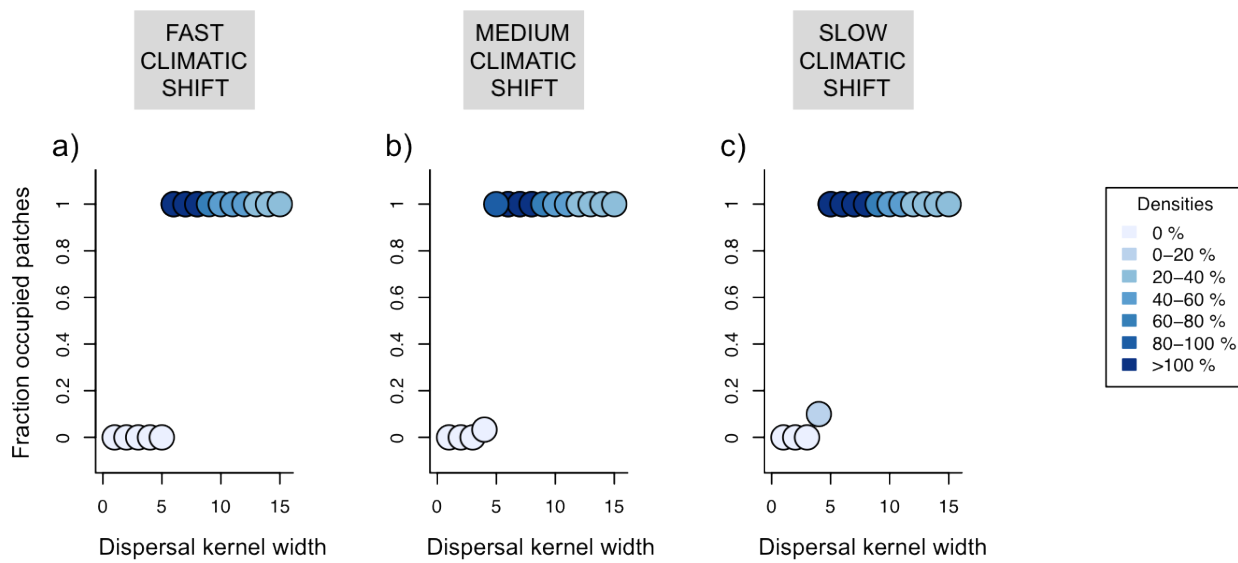 FAST
CLIMATIC
SHIFT
MEDIUM
CLIMATIC
SHIFT
SLOW
CLIMATIC
SHIFT
a)
b)
c)
Fraction occupied patches
1
0.8
0.6
0.4
0.2
0
0 5 10 15
Dispersal kernel width
1
0.8
0.6
0.4
0.2
0
0 5 10 15
Dispersal kernel width
1
0.8
0.6
0.4
0.2
0
0 5 10 15
Dispersal kernel width
Densities
0 %
0–20 %
20–40 %
40–60 %
60–80 %
80–100 %
>100 %